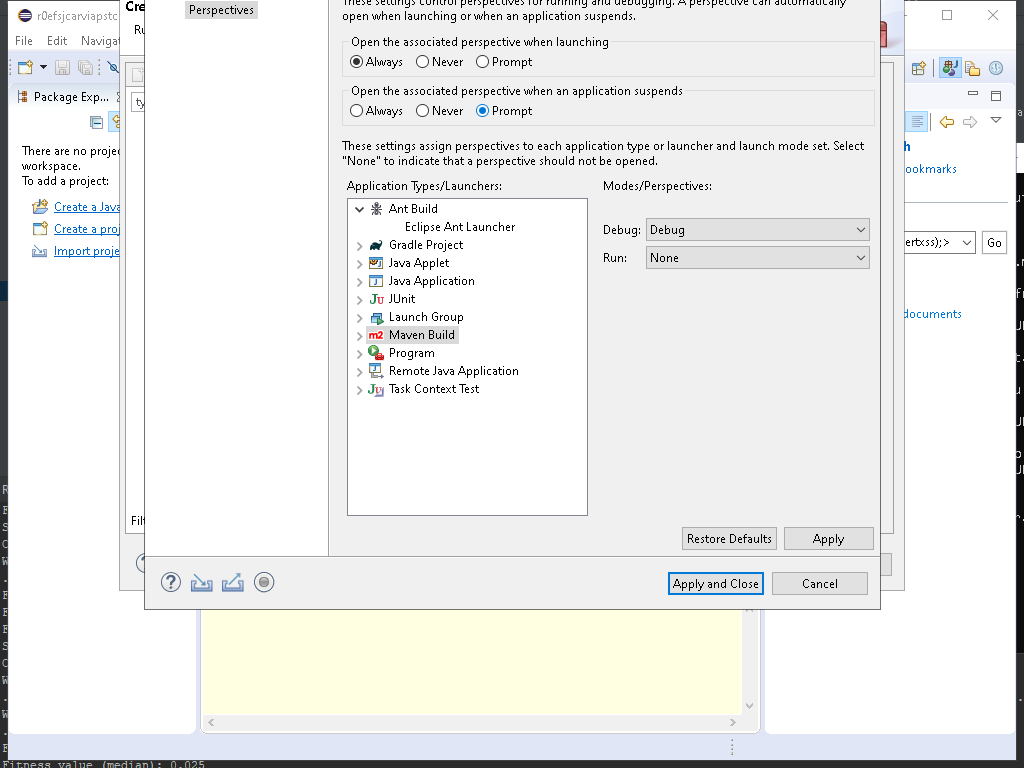 r0efsjcarviapstc
Cre
Perspectives
These settings control perspectives for running and debugging. A perspective can automatically
open when launching or when an application suspends.
File Edit Navigat
Ru
Open the associated perspective when launching
Always Never Prompt
Package Exp...
ty
Open the associated perspective when an application suspends
Always Never Prompt
There are no proje
workspace.
To add a project:
Create a Java
Create a proj
Import proje
These settings assign perspectives to each application type or launcher and launch mode set. Select
"None" to indicate that a perspective should not be opened.
Application Types/Launchers:
Modes/Perspectives:
Ant Build
Eclipse Ant Launcher
Gradle Project
Java Applet
Java Application
JUnit
Launch Group
m2 Maven Build
Program
Remote Java Application
Task Context Test
Debug: Debug
Run: None
h
ookmarks
ertxss);> Go
documents
Filt
Restore Defaults Apply
Apply and Close Cancel
Fitness value (median): 0.025